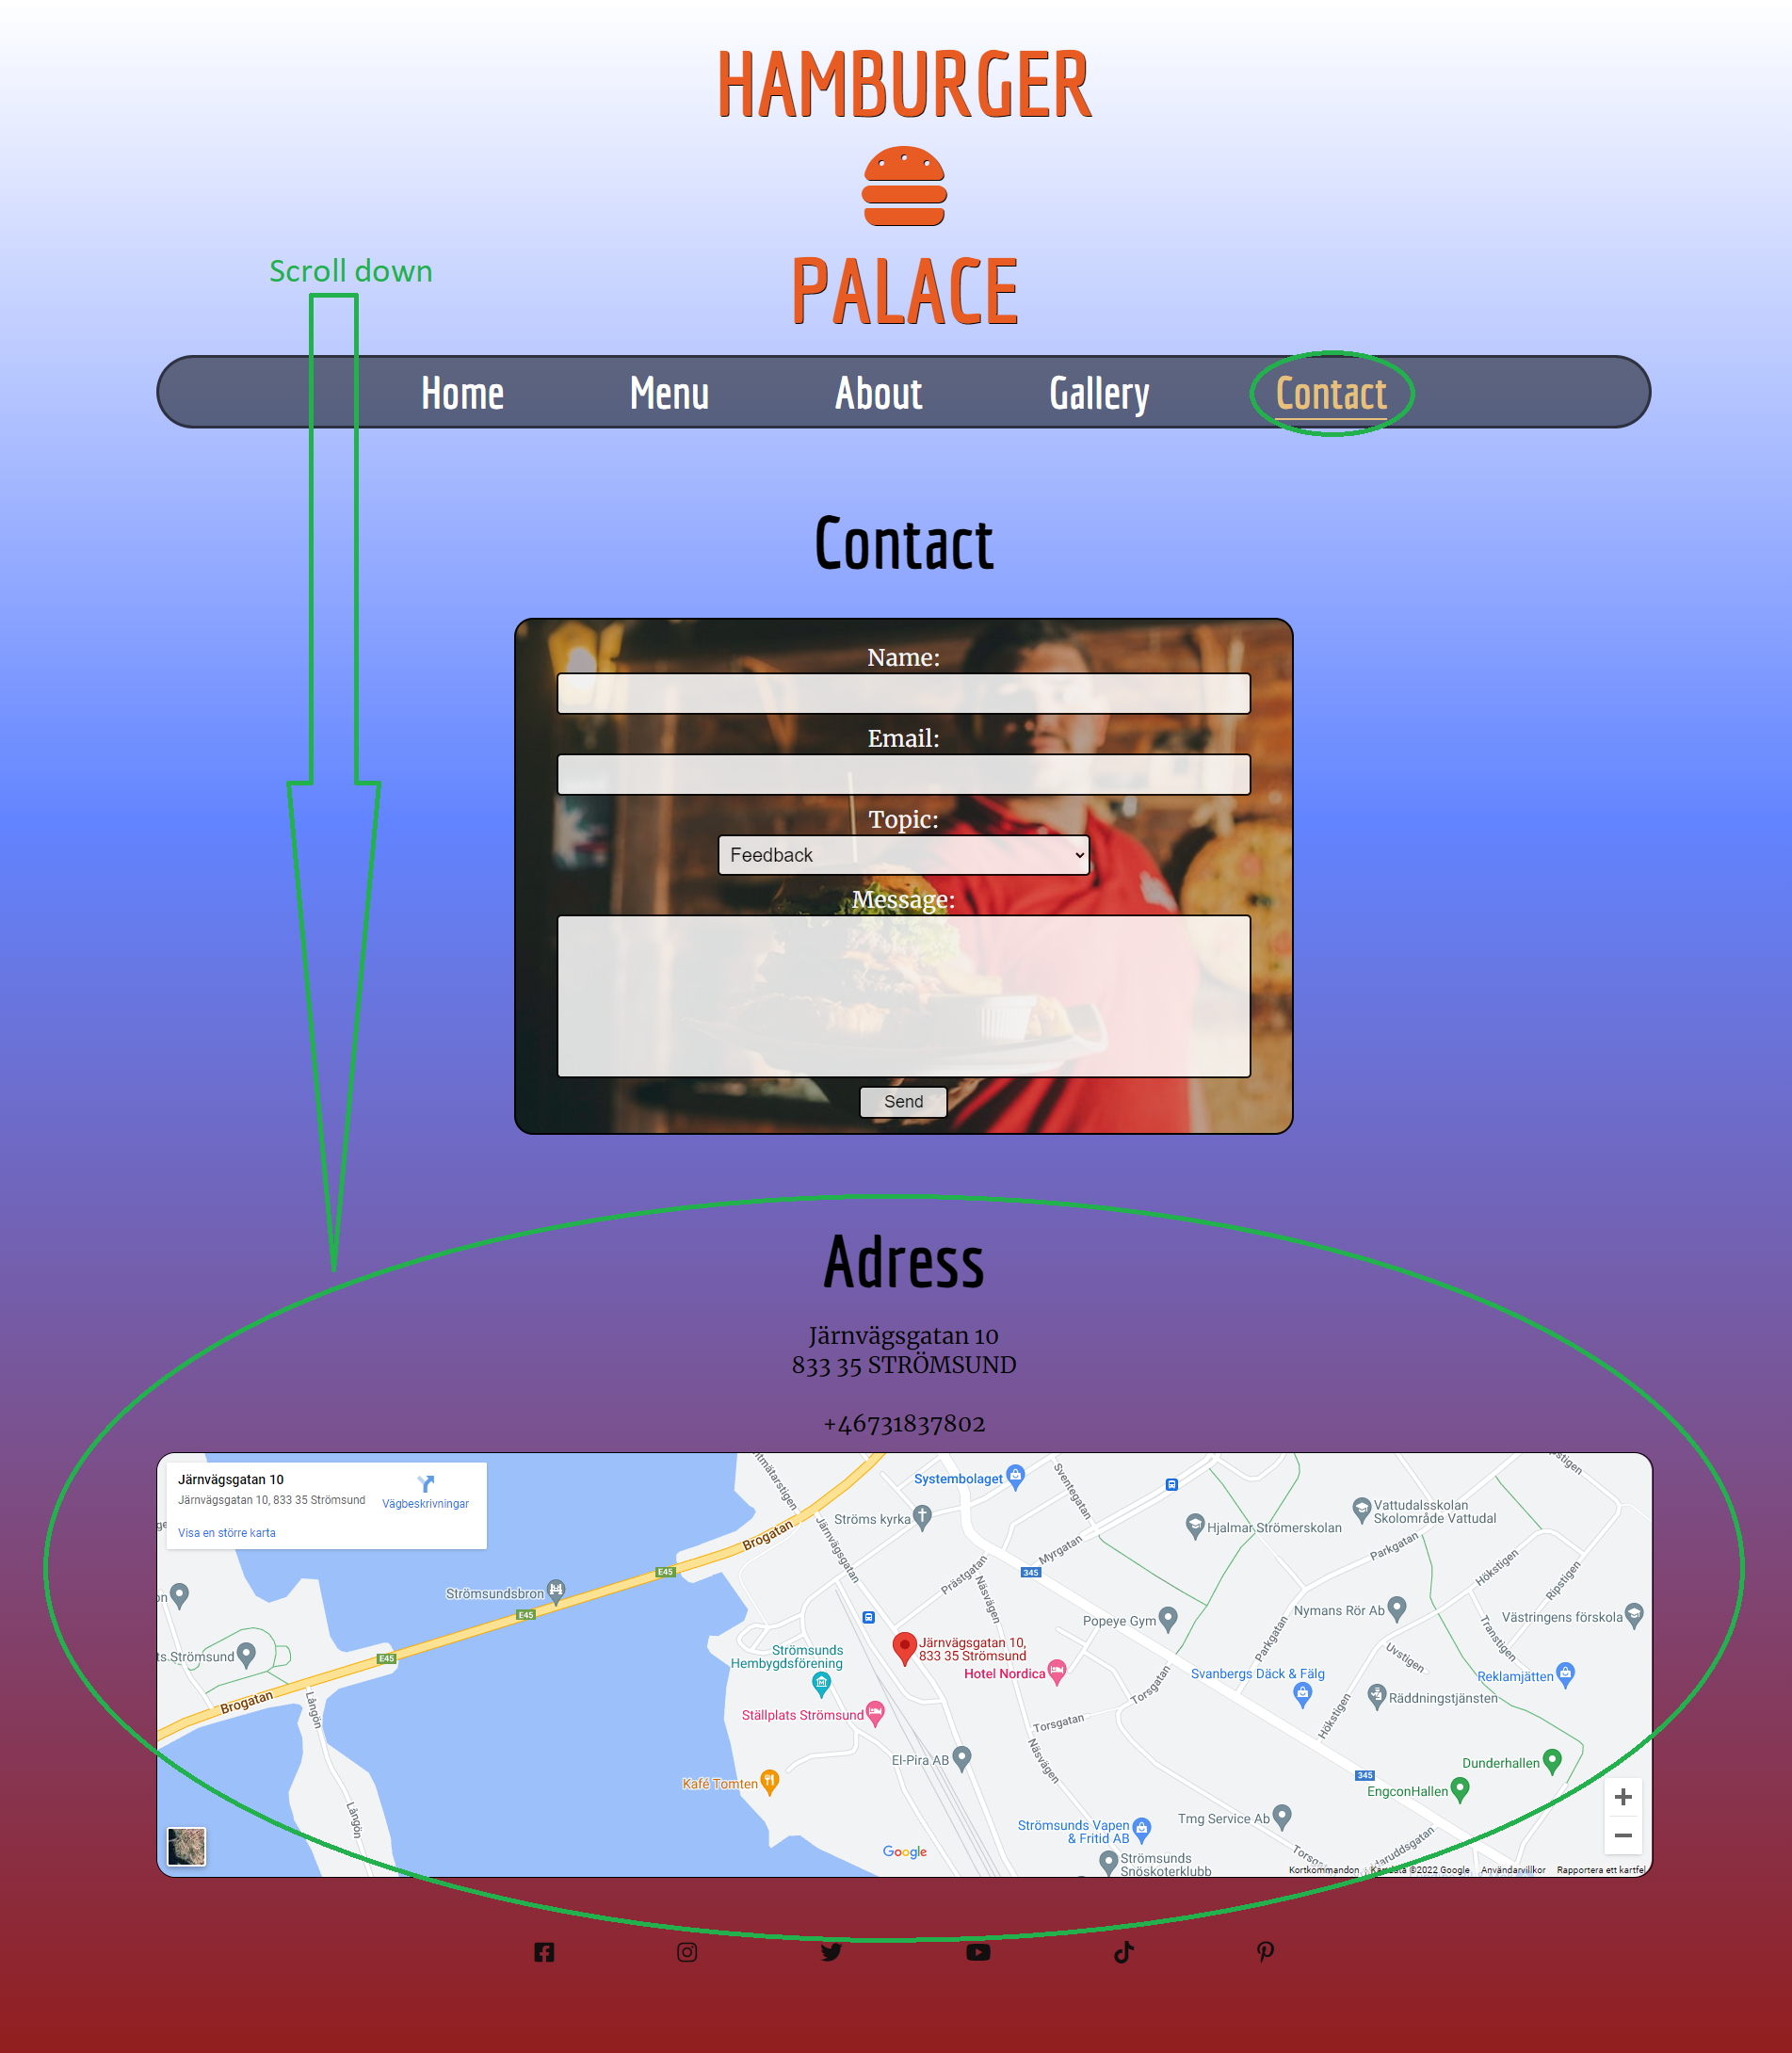 HAMBURGER
PALACE
Scroll down
Home Menu About Gallery Contact
Contact
Name:
Email:
Topic:
Feedback
Message:
Send
Adress
Järnvägsgatan 10
833 35 STRÖMSUND
+46731837802
Järnvägsgatan 10
Järnvägsgatan 10, 833 35 Strömsund
Vägbeskrivningar
Visa en större karta
Systembolaget
Ströms kyrka
Järnvägsgatan
Sventegatan
Myrgatan
Prästgatan
Näsvägen
345
Hjalmar Strömerskolan
Vattudalsskolan
Skolområde Vattudal
Parkgatan
Hökstigen
Ripstigen
Brogatan
E45
Strömsundsbron
E45
E45
Brogatan
Strömsund
Långön
Långön
Strömsunds
Hembygdsförening
Järnvägsgatan 10,
833 35 Strömsund
Hotel Nordica
Popeye Gym
Nymans Rör Ab
Västringens förskola
Parkgatan
Transtigen
Uvstigen
Svanbergs Däck & Fälg
Reklamjätten
Räddningstjänsten
Hökstigen
Torsgatan
Torsgatan
Ställplats Strömsund
El-Pira AB
Näsvägen
Kafé Tomten
345
Dunderhallen
EngconHallen
Tmg Service Ab
Strömsunds Vapen
& Fritid AB
Strömsunds
Snöskoterklubb
Google
Kortkommandon Kartdata ©2022 Google Användarvillkor Rapportera ett kartfel